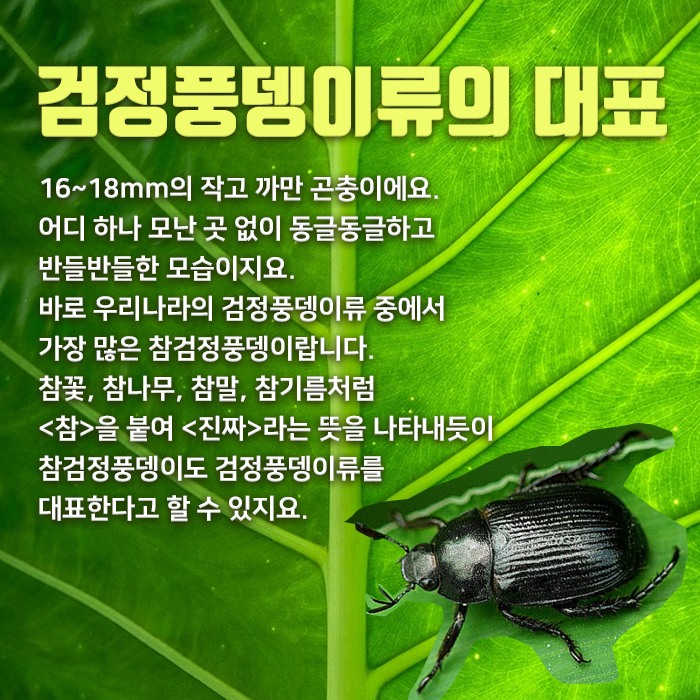 검정풍뎅이류의 대표
16~18mm의 작고 까만 곤충이에요.
어디 하나 모난 곳 없이 동글동글하고
반들반들한 모습이지요.
바로 우리나라의 검정풍뎅이류 중에서
가장 많은 참검정풍뎅이랍니다.
참꽃, 참나무, 참말, 참기름처럼
<참>을 붙여 <진짜>라는 뜻을 나타내듯이
참검정풍뎅이도 검정풍뎅이류를
대표한다고 할 수 있지요.